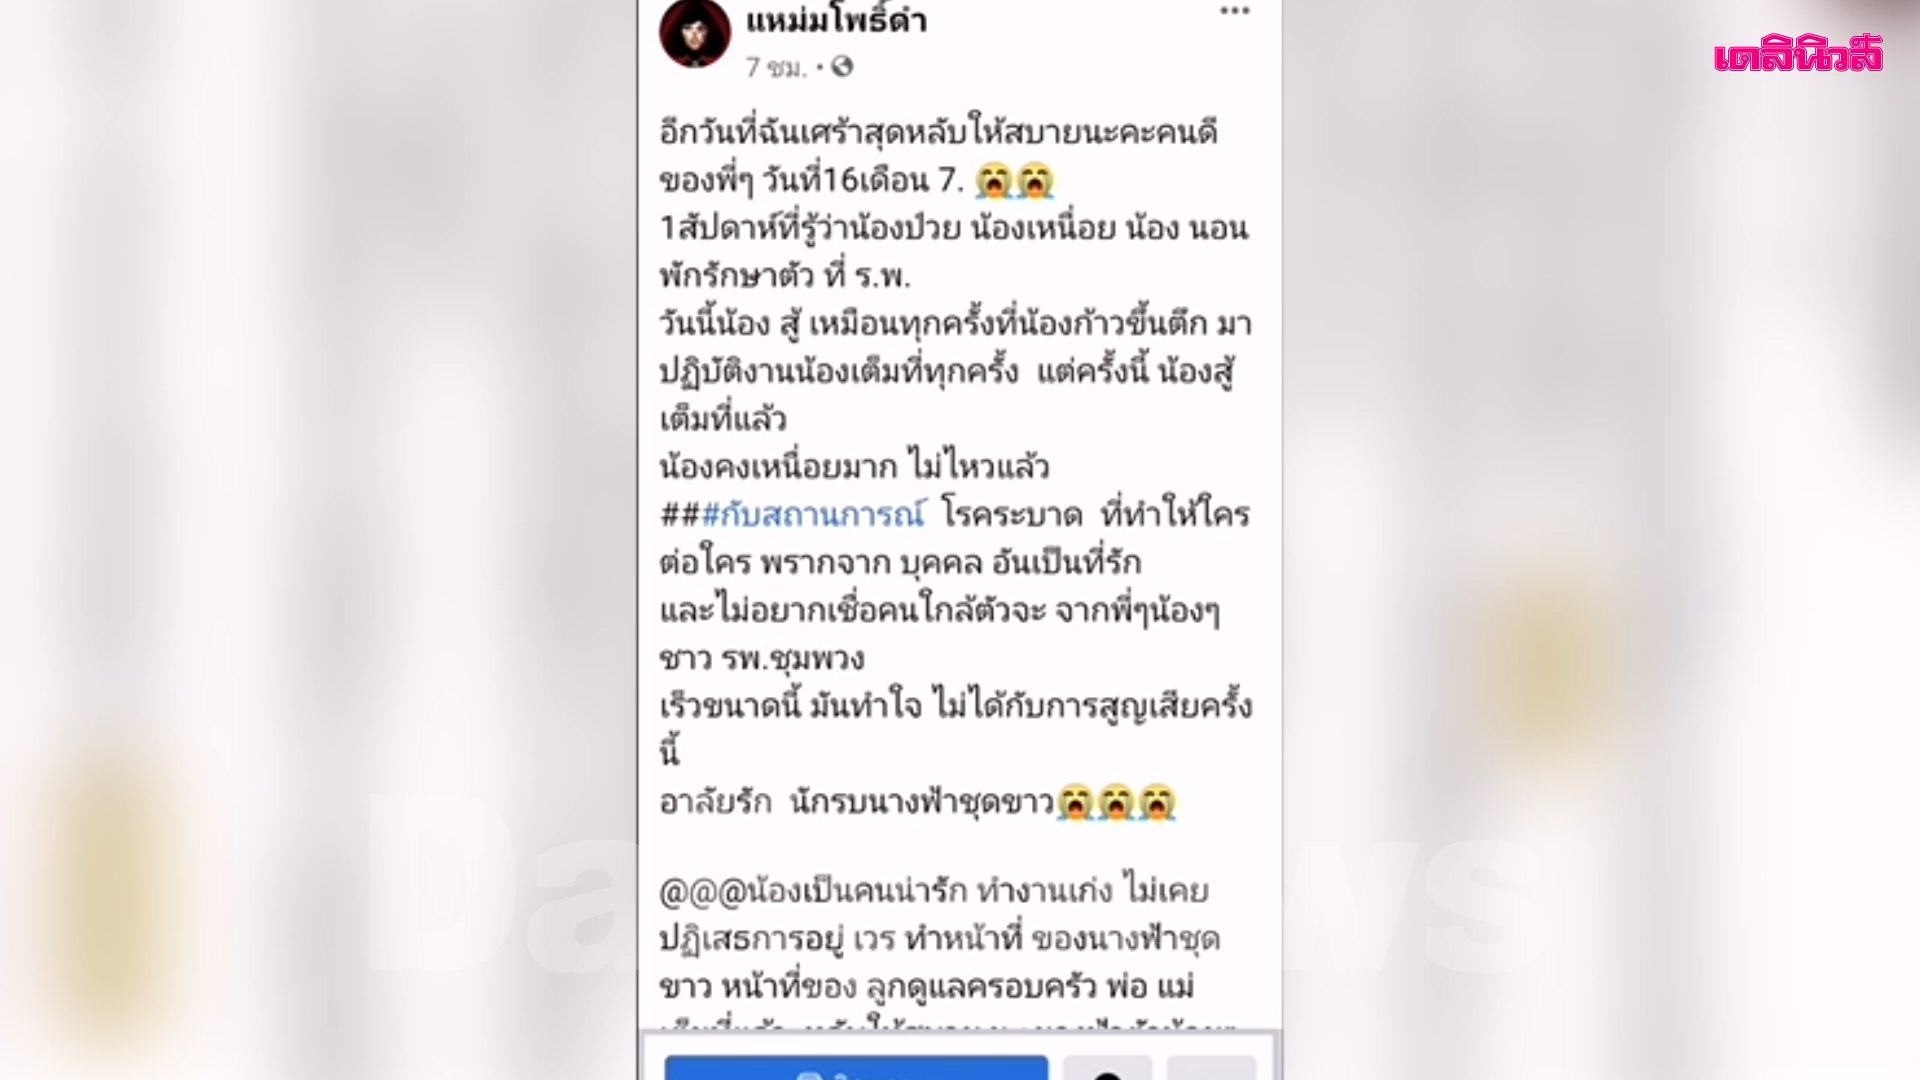 แหม่มโพธิ์ดำ
เดลินิวส์
7 ชม.
อีกวันที่ฉันเศร้าสุดหลับให้สบายนะคะคนดี
ของพี่ๆ วันที่16เดือน 7. 😭😭
1สัปดาห์ที่รู้ว่าน้องป่วย น้องเหนื่อย น้อง นอน
พักรักษาตัว ที่ ร.พ.
วันนี้น้อง สู้ เหมือนทุกครั้งที่น้องก้าวขึ้นตึก มา
ปฏิบัติงานน้องเต็มที่ทุกครั้ง แต่ครั้งนี้ น้องสู้
เต็มที่แล้ว
น้องคงเหนื่อยมาก ไม่ไหวแล้ว
###กับสถานการณ์ โรคระบาด ที่ทำให้ใคร
ต่อใคร พรากจาก บุคคล อันเป็นที่รัก
และไม่อยากเชื่อคนใกล้ตัวจะ จากพี่ๆน้องๆ
ชาว รพ.ชุมพวง
เร็วขนาดนี้ มันทำใจ ไม่ได้กับการสูญเสียครั้ง
นี้
อาลัยรัก นักรบนางฟ้าชุดขาว😭😭😭
@@@น้องเป็นคนน่ารัก ทำงานเก่ง ไม่เคย
ปฏิเสธการอยู่ เวร ทำหน้าที่ ของนางฟ้าชุด
ขาว หน้าที่ของ ลูกดูแลครอบครัว พ่อ แม่